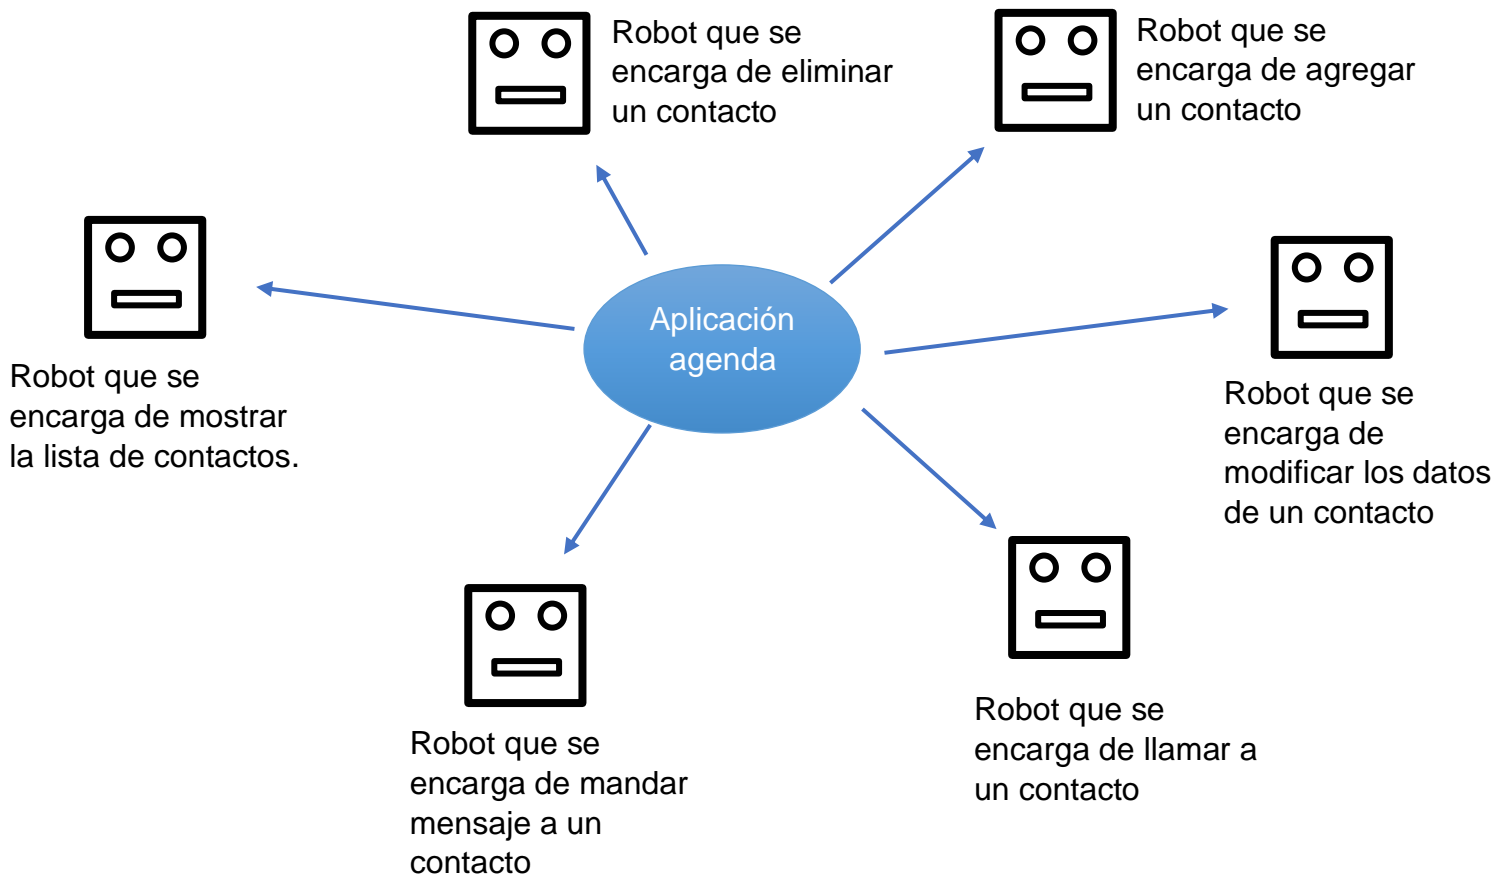 Robot que se
encarga de eliminar
un contacto
Robot que se
encarga de agregar
un contacto
Aplicación
agenda
Robot que se
encarga de mostrar
la lista de contactos.
Robot que se
encarga de
modificar los datos
de un contacto
Robot que se
encarga de mandar
mensaje a un
contacto
Robot que se
encarga de llamar a
un contacto